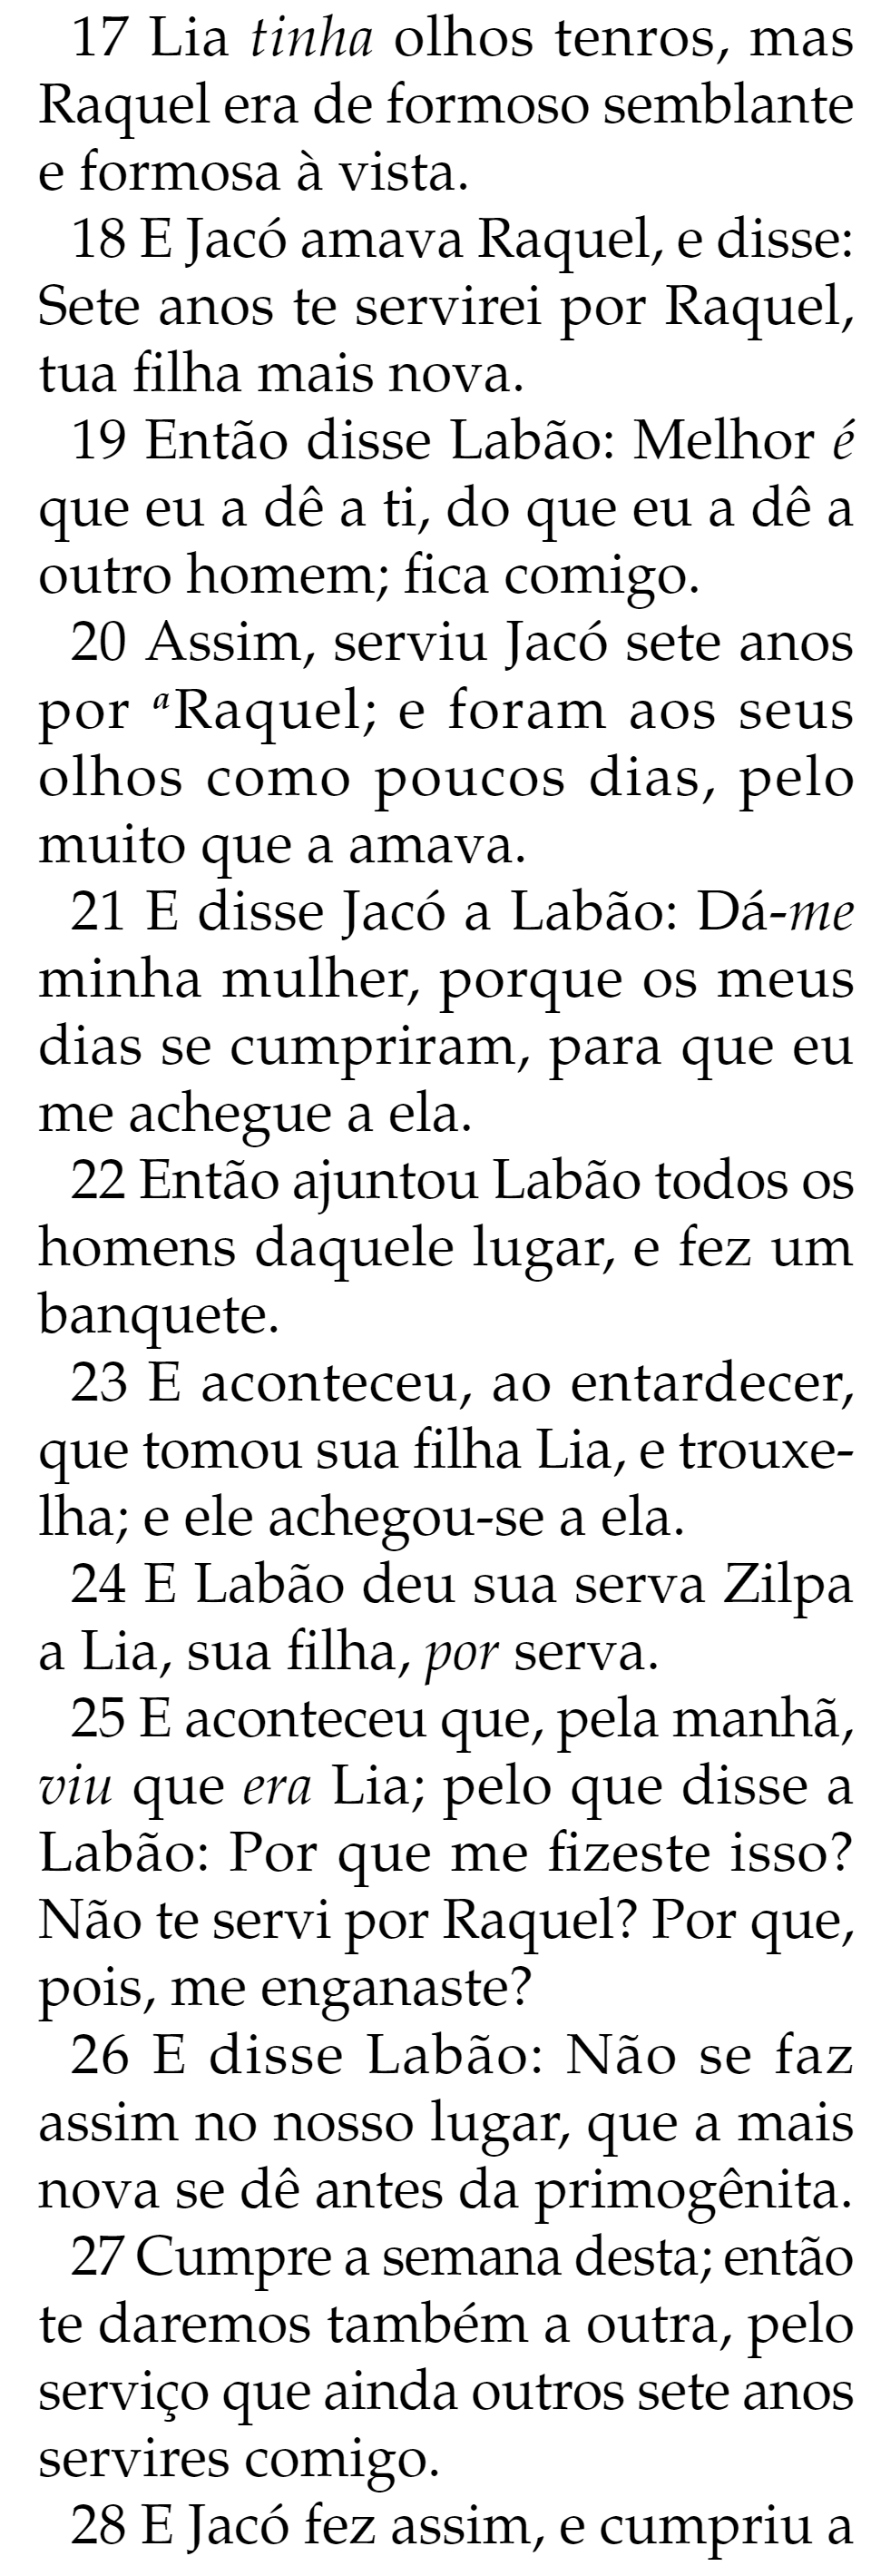 17 Lia tinha olhos tenros, mas
Raquel era de formoso semblante
e formosa à vista.
18 E Jacó amava Raquel, e disse:
Sete anos te servirei por Raquel,
tua filha mais nova.
19 Então disse Labão: Melhor é
que eu a dê a ti, do que eu a dê a
outro homem; fica comigo.
20 Assim, serviu Jacó sete anos
por ᵃRaquel; e foram aos seus
olhos como poucos dias, pelo
muito que a amava.
21 E disse Jacó a Labão: Dá-me
minha mulher, porque os meus
dias se cumpriram, para que eu
me achegue a ela.
22 Então ajuntou Labão todos os
homens daquele lugar, e fez um
banquete.
23 E aconteceu, ao entardecer,
que tomou sua filha Lia, e trouxe-
lha; e ele achegou-se a ela.
24 E Labão deu sua serva Zilpa
a Lia, sua filha, por serva.
25 E aconteceu que, pela manhã,
viu que era Lia; pelo que disse a
Labão: Por que me fizeste isso?
Não te servi por Raquel? Por que,
pois, me enganaste?
26 E disse Labão: Não se faz
assim no nosso lugar, que a mais
nova se dê antes da primogênita.
27 Cumpre a semana desta; então
te daremos também a outra, pelo
serviço que ainda outros sete anos
servires comigo.
28 E Jacó fez assim, e cumpriu a